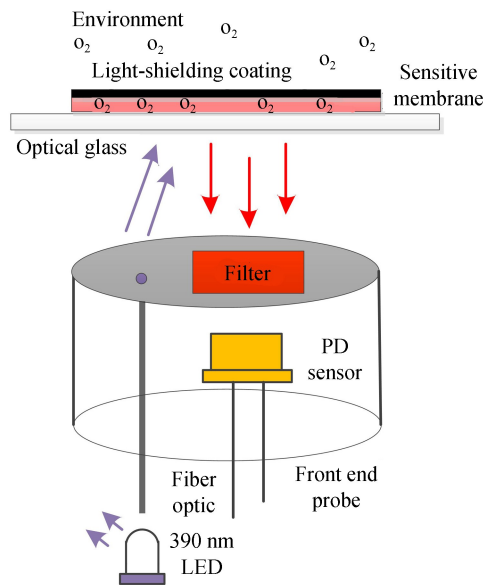 Environment
O₂ O₂ O₂ O₂ O₂
Light-shielding coating
Sensitive
membrane
O₂ O₂ O₂ O₂ O₂
Optical glass
Filter
PD
sensor
Fiber
optic
Front end
probe
390 nm
LED